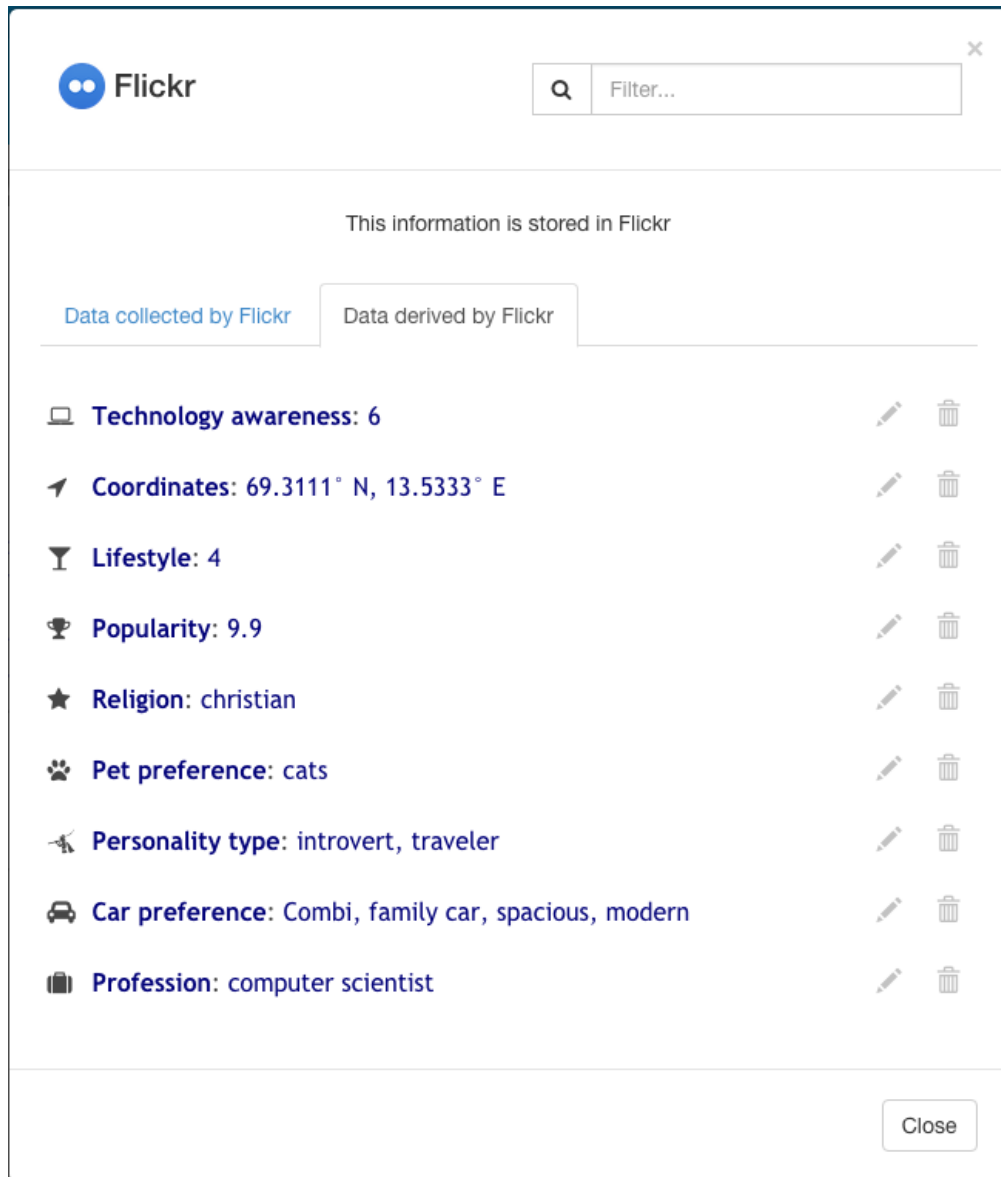 ×
Flickr
Filter...
This information is stored in Flickr
Data collected by Flickr
Data derived by Flickr
Technology awareness: 6
Coordinates: 69.3111° N, 13.5333° E
Lifestyle: 4
Popularity: 9.9
Religion: christian
Pet preference: cats
Personality type: introvert, traveler
Car preference: Combi, family car, spacious, modern
Profession: computer scientist
Close